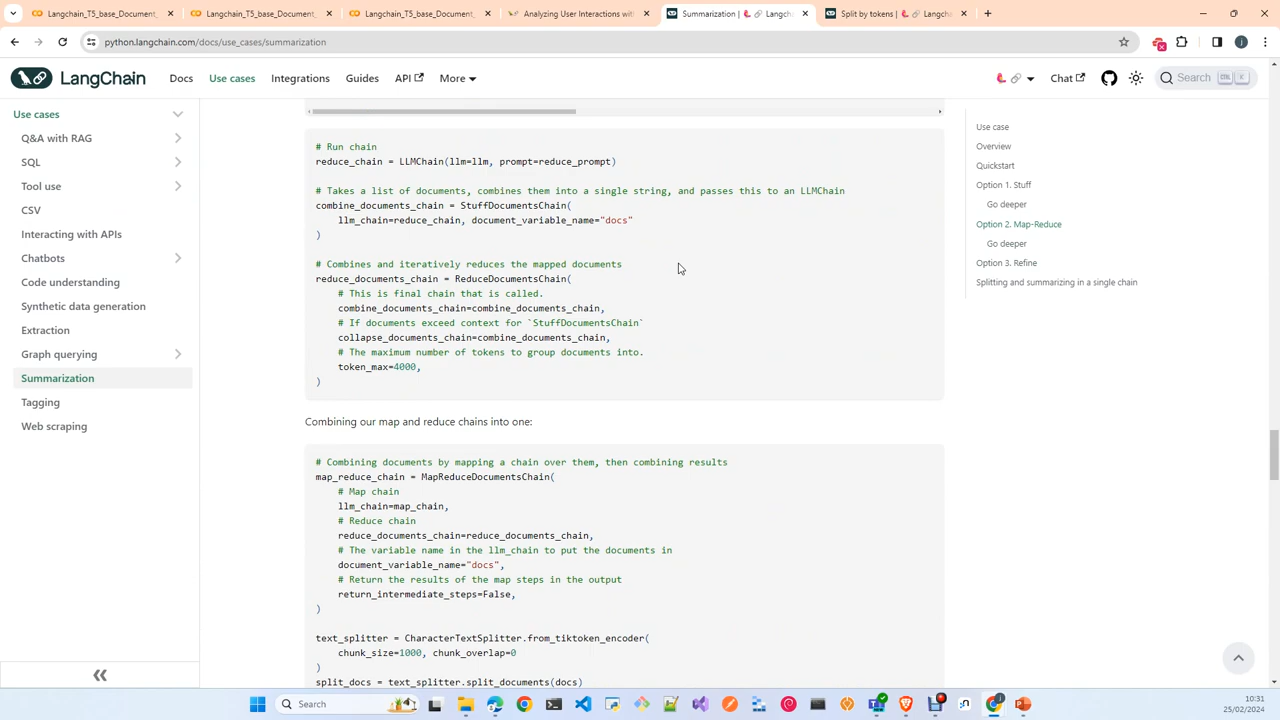 Langchain_T5_base_Document_
Langchain_T5_base_Document_
Langchain_T5_base_Document_
Analyzing User Interactions with
Summarization | Langch
Split by tokens | Langcha
python.langchain.com/docs/use_cases/summarization
LangChain
Docs
Use cases
Integrations
Guides
API
More
Chat
Search
Use cases
Q&A with RAG
SQL
Tool use
CSV
Interacting with APIs
Chatbots
Code understanding
Synthetic data generation
Extraction
Graph querying
Summarization
Tagging
Web scraping
# Run chain
reduce_chain = LLMChain(llm=llm, prompt=reduce_prompt)
# Takes a list of documents, combines them into a single string, and passes this to an LLMChain
combine_documents_chain = StuffDocumentsChain(
llm_chain=reduce_chain, document_variable_name="docs"
)
# Combines and iteratively reduces the mapped documents
reduce_documents_chain = ReduceDocumentsChain(
# This is final chain that is called.
combine_documents_chain=combine_documents_chain,
# If documents exceed context for `StuffDocumentsChain`
collapse_documents_chain=combine_documents_chain,
# The maximum number of tokens to group documents into.
token_max=4000,
)
Combining our map and reduce chains into one:
# Combining documents by mapping a chain over them, then combining results
map_reduce_chain = MapReduceDocumentsChain(
# Map chain
llm_chain=map_chain,
# Reduce chain
reduce_documents_chain=reduce_documents_chain,
# The variable name in the llm_chain to put the documents in
document_variable_name="docs",
# Return the results of the map steps in the output
return_intermediate_steps=False,
)
text_splitter = CharacterTextSplitter.from_tiktoken_encoder(
chunk_size=1000, chunk_overlap=0
)
split_docs = text_splitter.split_documents(docs)
Use case
Overview
Quickstart
Option 1. Stuff
Go deeper
Option 2. Map-Reduce
Go deeper
Option 3. Refine
Splitting and summarizing in a single chain
Search
10:31
25/02/2024